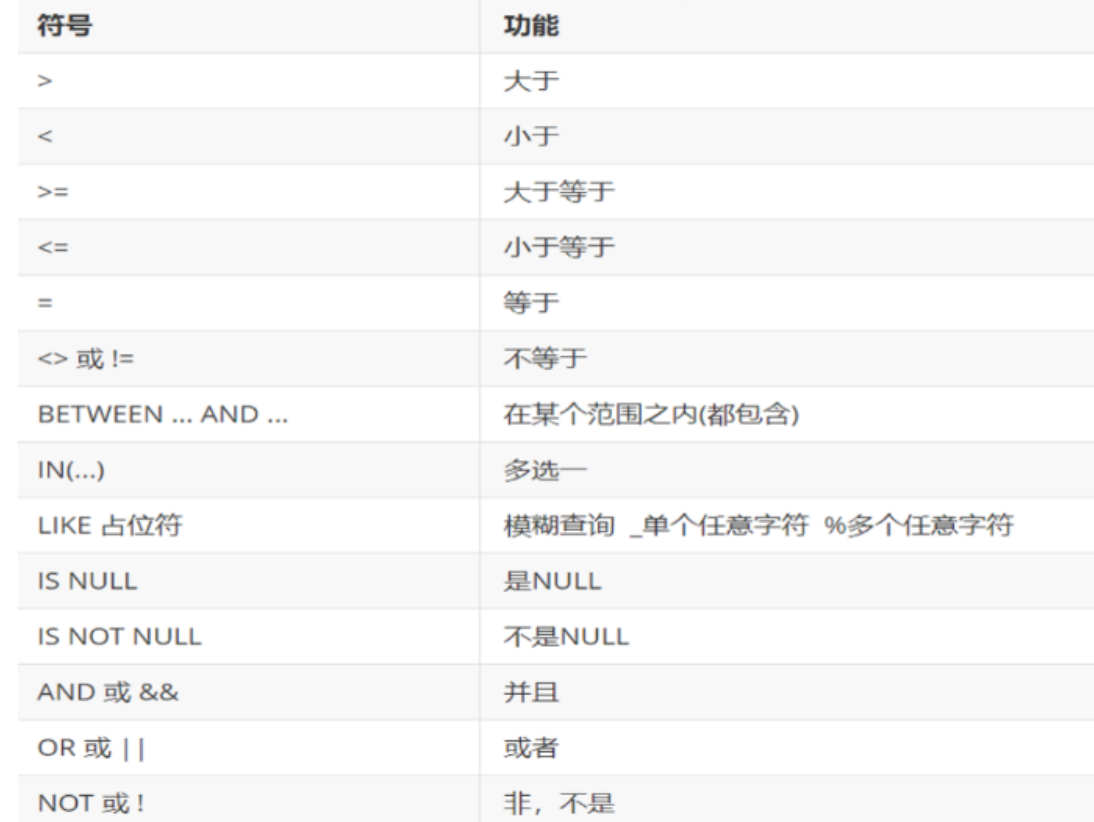 符号 功能
> 大于
< 小于
>= 大于等于
<= 小于等于
= 等于
<> 或 != 不等于
BETWEEN ... AND ... 在某个范围之内(都包含)
IN(...) 多选一
LIKE 占位符 模糊查询 _单个任意字符 %多个任意字符
IS NULL 是NULL
IS NOT NULL 不是NULL
AND 或 && 并且
OR 或 || 或者
NOT 或 ! 非，不是